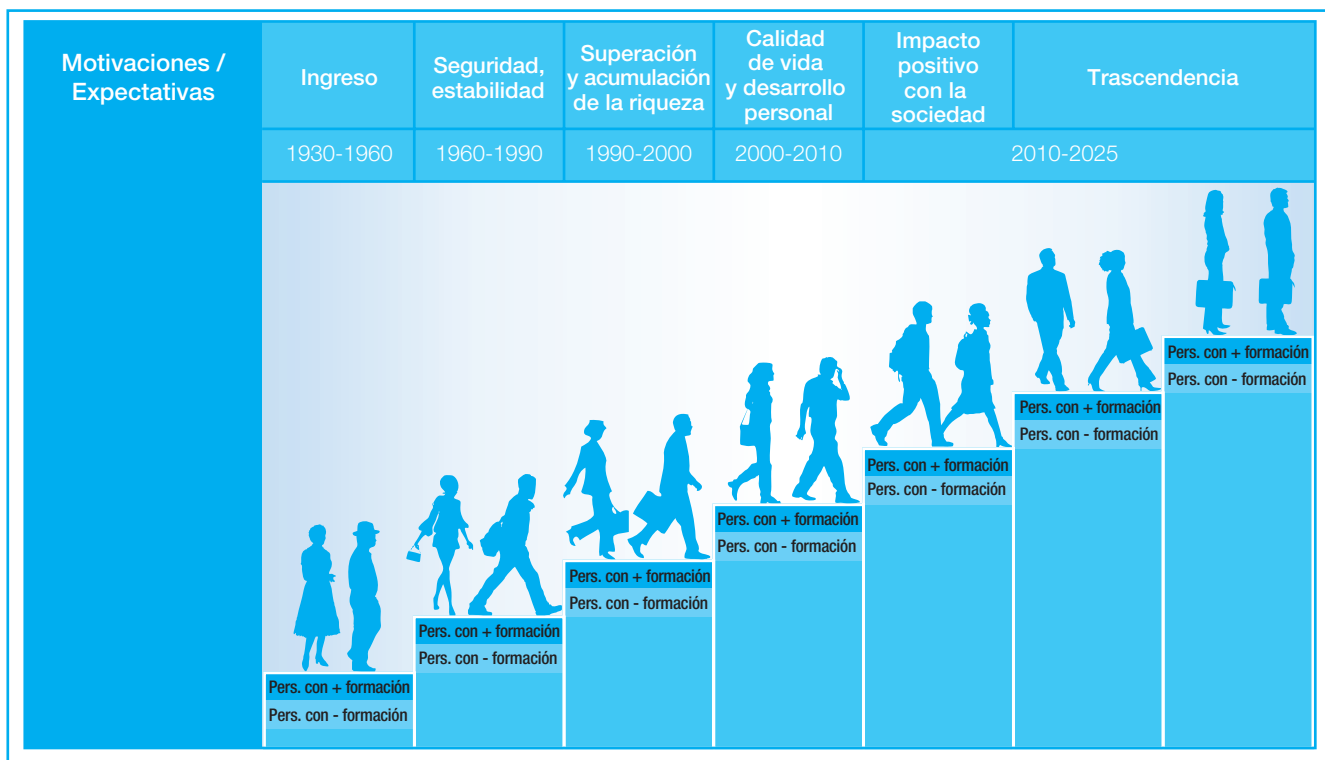 Motivaciones /
Expectativas
Ingreso
Seguridad,
estabilidad
Superación
y acumulación
de la riqueza
Calidad
de vida
y desarrollo
personal
Impacto
positivo
con la
sociedad
Trascendencia
1930-1960
1960-1990
1990-2000
2000-2010
2010-2025
Pers. con + formación
Pers. con - formación
Pers. con + formación
Pers. con - formación
Pers. con + formación
Pers. con - formación
Pers. con + formación
Pers. con - formación
Pers. con + formación
Pers. con - formación
Pers. con + formación
Pers. con - formación
Pers. con + formación
Pers. con - formación